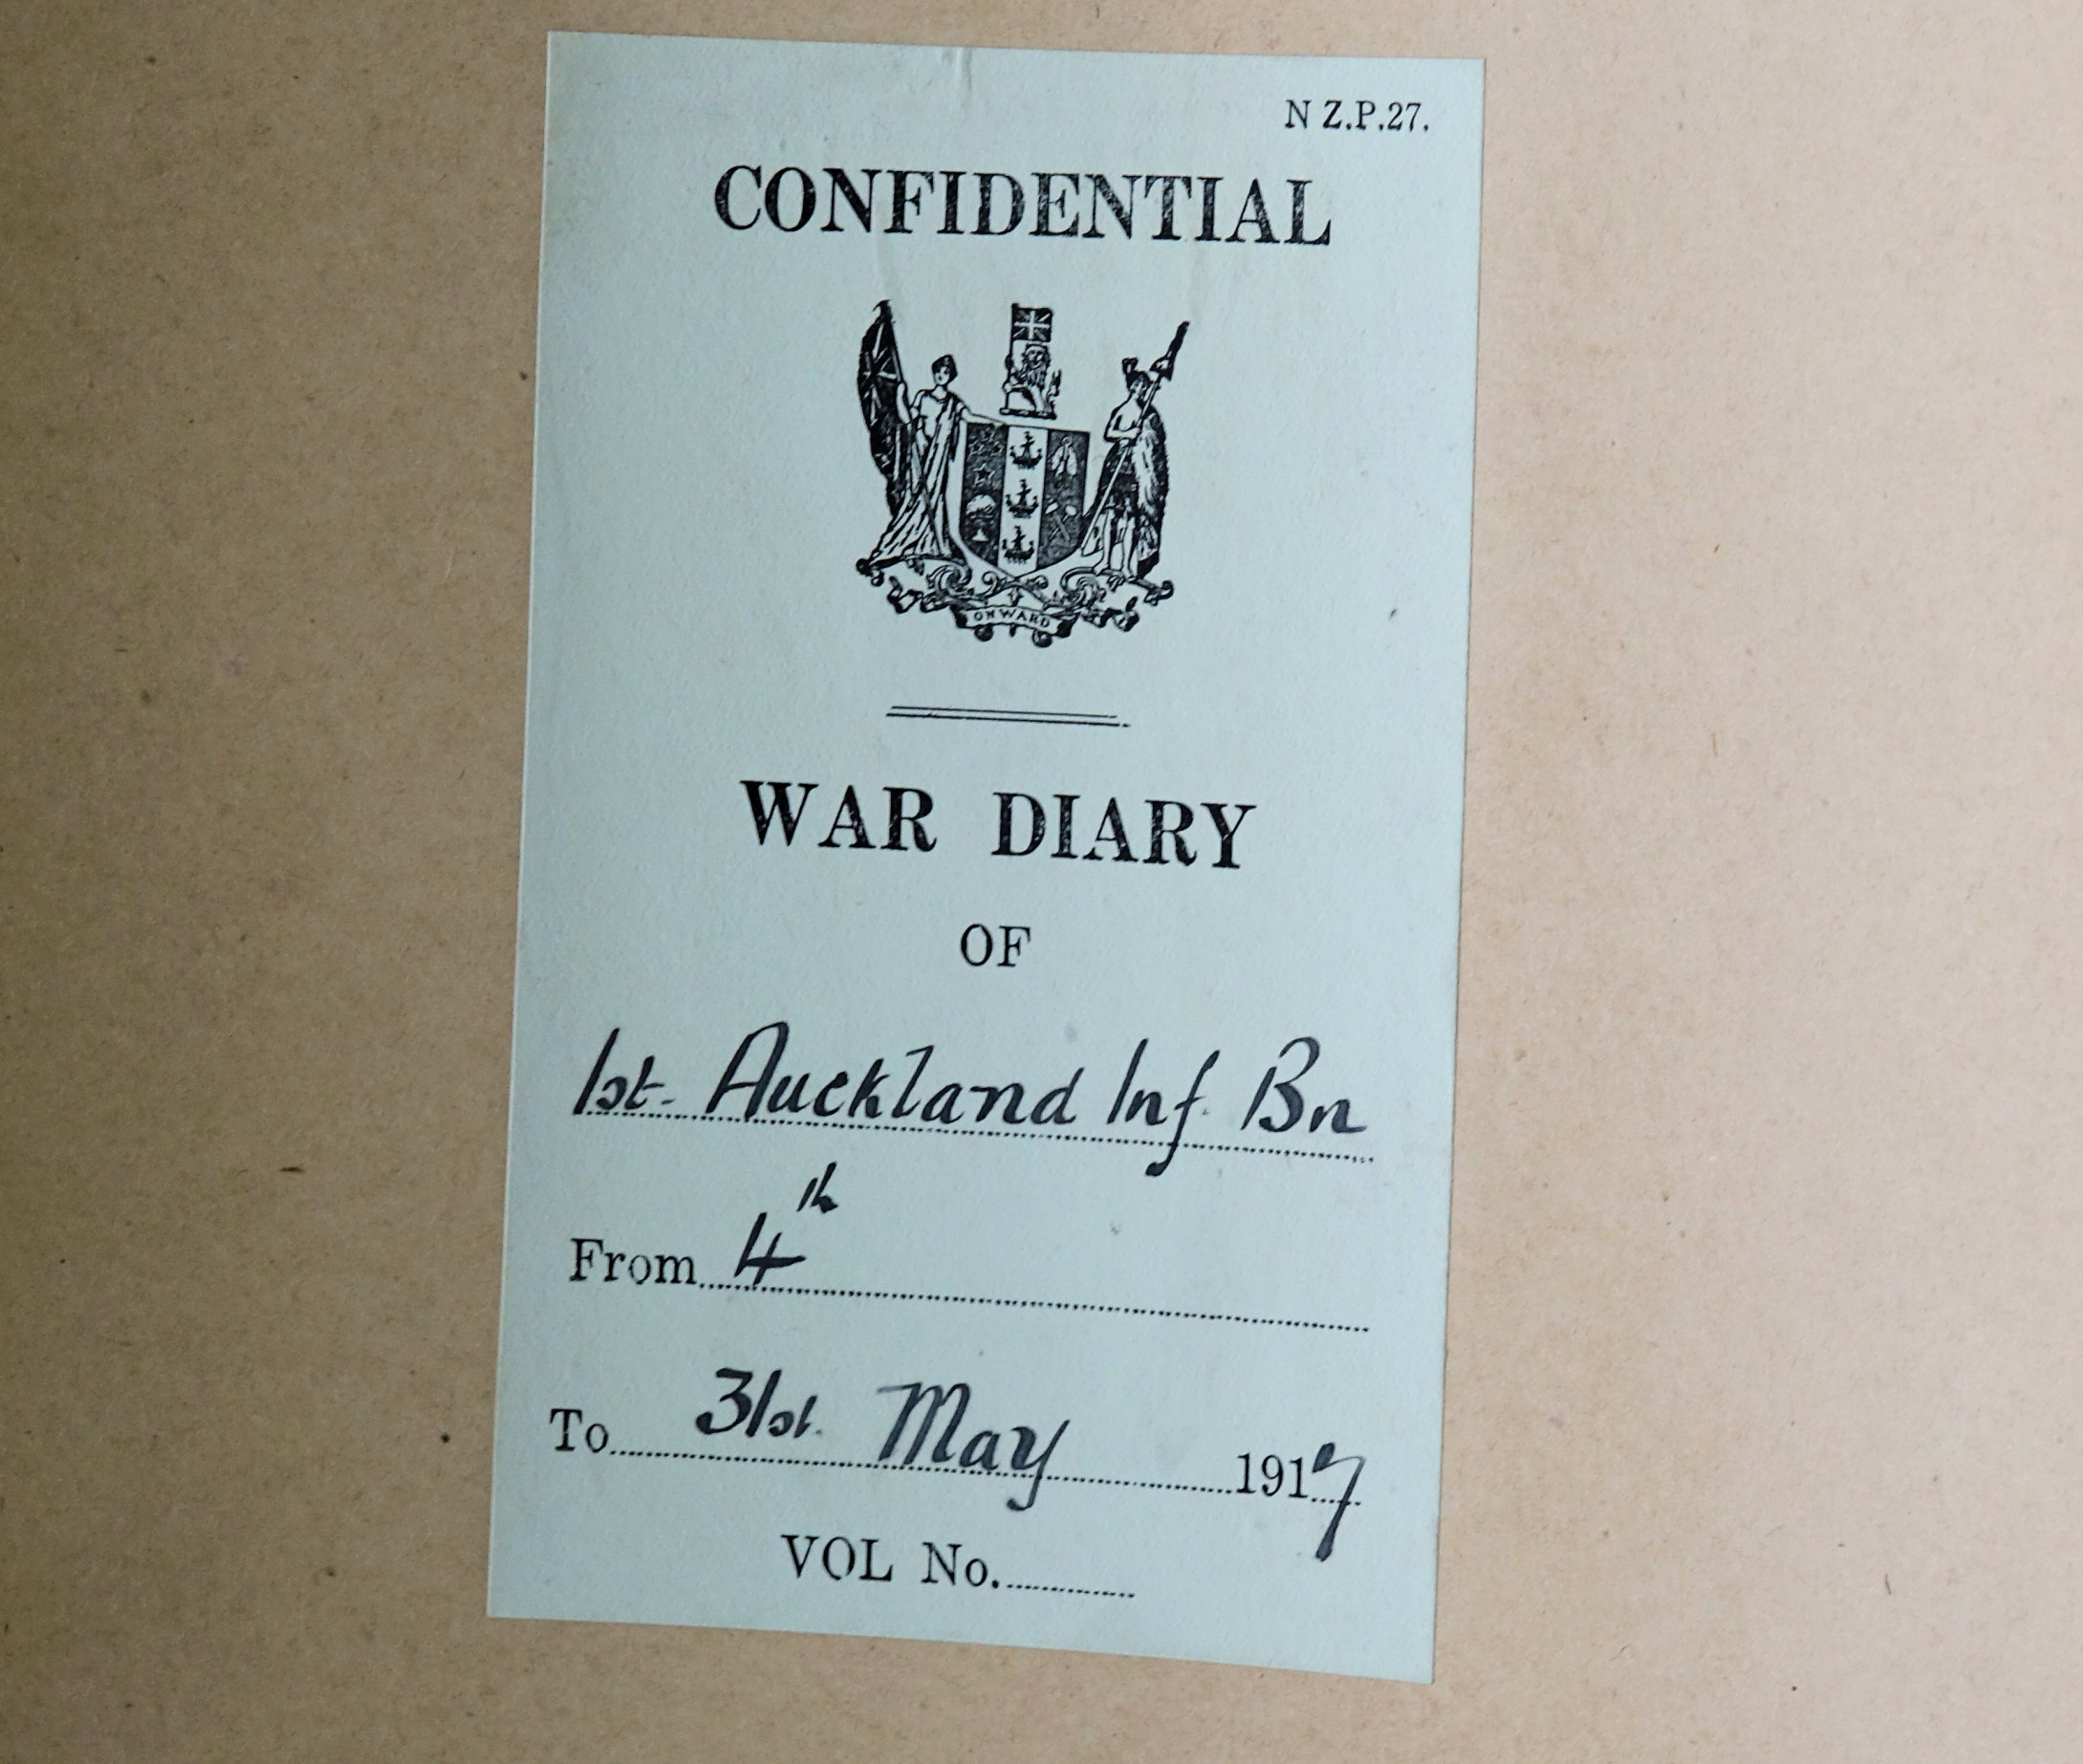 N Z.P.27.
CONFIDENTIAL
ONWARD
WAR DIARY
OF
1st. Auckland Inf. Bn
From 4th
To 31st. May 1917
VOL No.